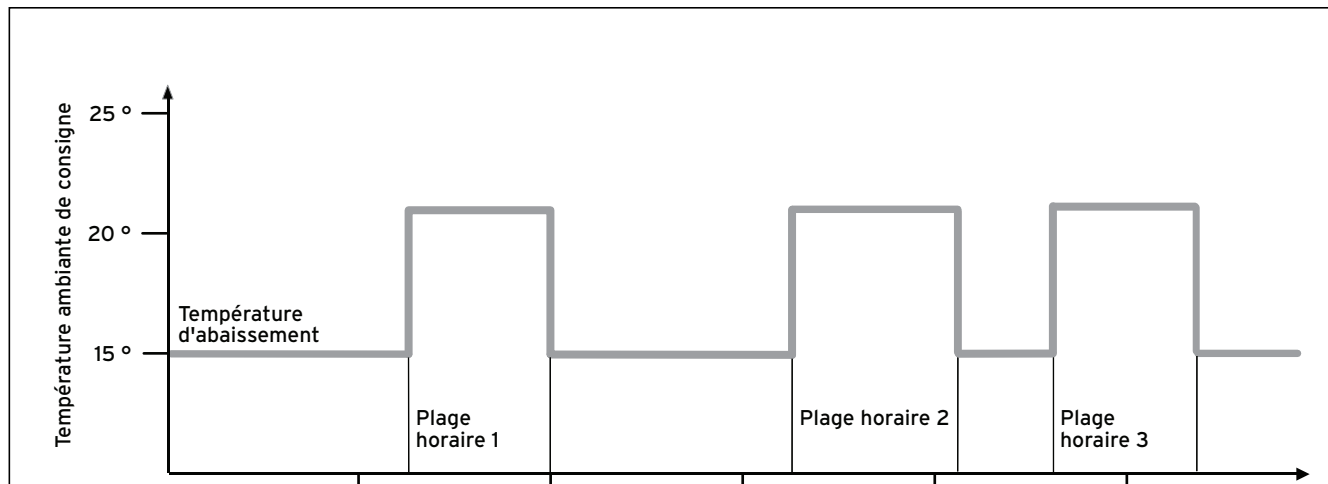 Température ambiante de consigne
25 °
20 °
15 °
Température
d'abaissement
Plage
horaire 1
Plage horaire 2
Plage
horaire 3